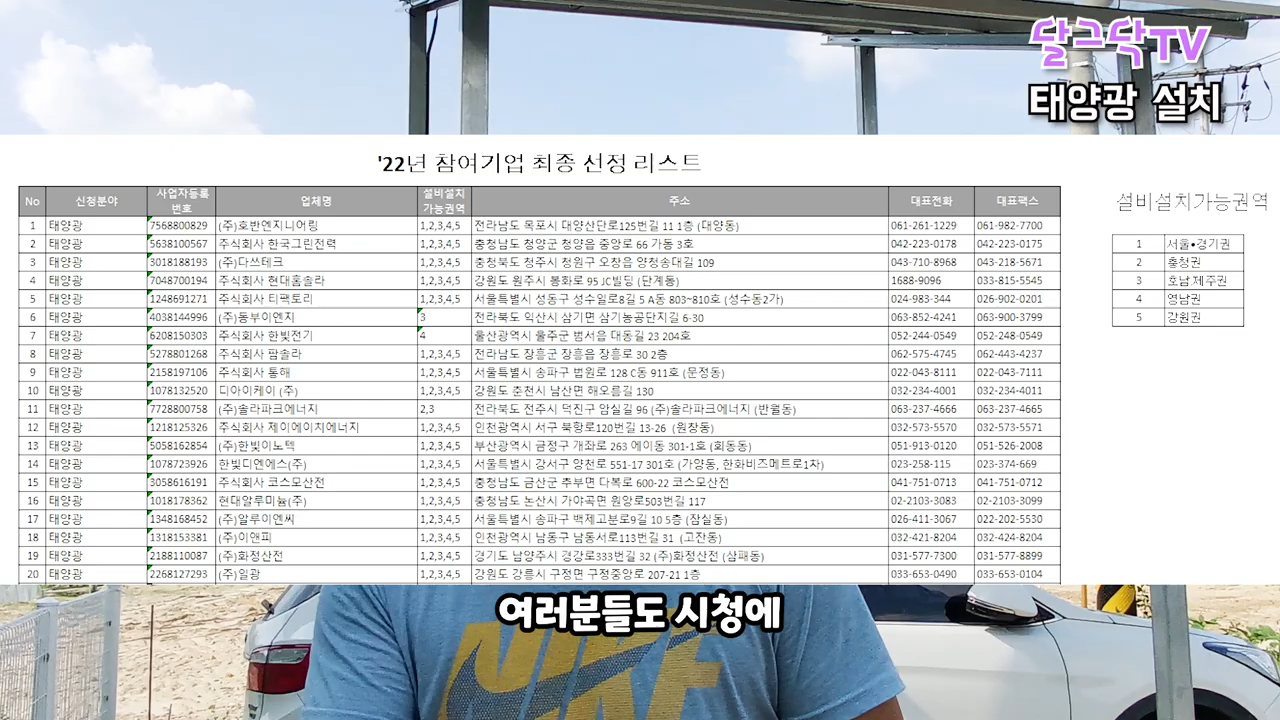 달그닥TV
태양광 설치
'22년 참여기업 최종 선정 리스트
No 신청분야 사업자등록번호 업체명 설비설치가능권역 주소 대표전화 대표팩스
1 태양광 7568800829 (주)호반엔지니어링 1,2,3,4,5 전라남도 목포시 대양산단로125번길 11 1층 (대양동) 061-261-1229 061-982-7700
2 태양광 5638100567 주식회사 한국그린전력 1,2,3,4,5 충청남도 청양군 청양읍 중앙로 66 가동 3호 042-223-0178 042-223-0175
3 태양광 3018188193 (주)다쓰테크 1,2,3,4,5 충청북도 청주시 청원구 오창읍 양청송대길 109 043-710-8968 043-218-5671
4 태양광 7048700194 주식회사 현대홈솔라 1,2,3,4,5 강원도 원주시 봉화로 95 JC빌딩 (단계동) 1688-9096 033-815-5545
5 태양광 1248691271 주식회사 티팩토리 1,2,3,4,5 서울특별시 성동구 성수일로8길 5 A동 803~810호 (성수동2가) 024-983-344 026-902-0201
6 태양광 4038144996 (주)동부이엔지 3 전라북도 익산시 삼기면 삼기농공단지길 6-30 063-852-4241 063-900-3799
7 태양광 6208150303 주식회사 한빛전기 4 울산광역시 울주군 범서읍 대동길 23 204호 052-244-0549 052-248-0549
8 태양광 5278801268 주식회사 팜솔라 1,2,3,4,5 전라남도 장흥군 장흥읍 장흥로 30 2층 062-575-4745 062-443-4237
9 태양광 2158197106 주식회사 통해 1,2,3,4,5 서울특별시 송파구 법원로 128 C동 911호 (문정동) 022-043-8111 022-043-7111
10 태양광 1078132520 디아이케이 (주) 1,2,3,4,5 강원도 춘천시 남산면 해오름길 130 032-234-4001 032-234-4011
11 태양광 7728800758 (주)솔라파크에너지 2,3 전라북도 전주시 덕진구 암실길 96 (주)솔라파크에너지 (반월동) 063-237-4666 063-237-4665
12 태양광 1218125326 주식회사 제이에이치에너지 1,2,3,4,5 인천광역시 서구 북항로120번길 13-26 (원창동) 032-573-5570 032-573-5571
13 태양광 5058162854 (주)한빛이노텍 1,2,3,4,5 부산광역시 금정구 개좌로 263 에이동 301-1호 (회동동) 051-913-0120 051-526-2008
14 태양광 1078723926 한빛디엔에스(주) 1,2,3,4,5 서울특별시 강서구 양천로 551-17 301호 (가양동, 한화비즈메트로1차) 023-258-115 023-374-669
15 태양광 3058616191 주식회사 코스모산전 1,2,3,4,5 충청남도 금산군 추부면 다복로 600-22 코스모산전 041-751-0713 041-751-0712
16 태양광 1018178362 현대알루미늄(주) 1,2,3,4,5 충청남도 논산시 가야곡면 원앙로503번길 117 02-2103-3083 02-2103-3099
17 태양광 1348168452 (주)알루이엔씨 1,2,3,4,5 서울특별시 송파구 백제고분로9길 10 5층 (잠실동) 026-411-3067 022-202-5530
18 태양광 1318153381 (주)이앤피 1,2,3,4,5 인천광역시 남동구 남동서로113번길 31 (고잔동) 032-421-8204 032-424-8204
19 태양광 2188110087 (주)화정산전 1,2,3,4,5 경기도 남양주시 경강로333번길 32 (주)화정산전 (삼패동) 031-577-7300 031-577-8899
20 태양광 2268127293 (주)일광 1,2,3,4,5 강원도 강릉시 구정면 구정중앙로 207-21 1층 033-653-0490 033-653-0104
설비설치가능권역
1 서울•경기권
2 충청권
3 호남제주권
4 영남권
5 강원권
여러분들도 시청에
NIKE